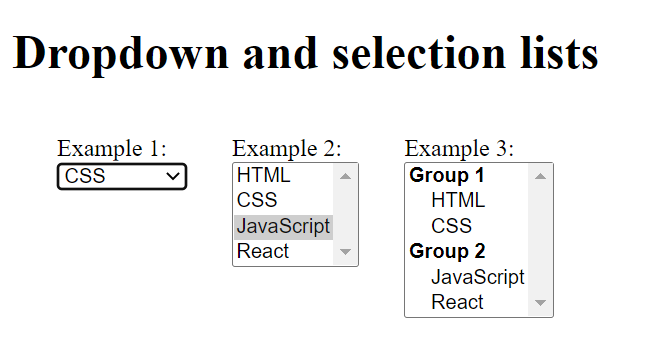 Dropdown and selection lists
Example 1:
CSS
Example 2:
HTML
CSS
JavaScript
React
Example 3:
Group 1
HTML
CSS
Group 2
JavaScript
React